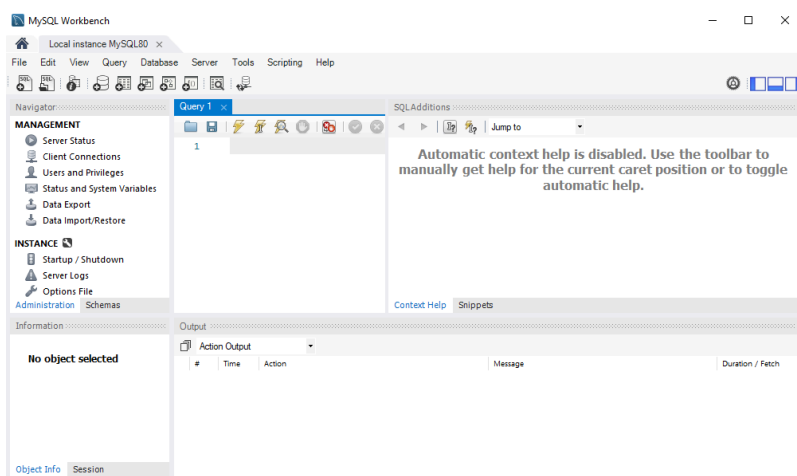 MySQL Workbench
Local instance MySQL80
File Edit View Query Database Server Tools Scripting Help
Navigator
MANAGEMENT
Server Status
Client Connections
Users and Privileges
Status and System Variables
Data Export
Data Import/Restore
INSTANCE
Startup / Shutdown
Server Logs
Options File
Administration Schemas
Query 1
1
SQLAdditions
Jump to
Automatic context help is disabled. Use the toolbar to
manually get help for the current caret position or to toggle
automatic help.
Context Help Snippets
Information
No object selected
Object Info Session
Output
Action Output
# Time Action Message Duration / Fetch